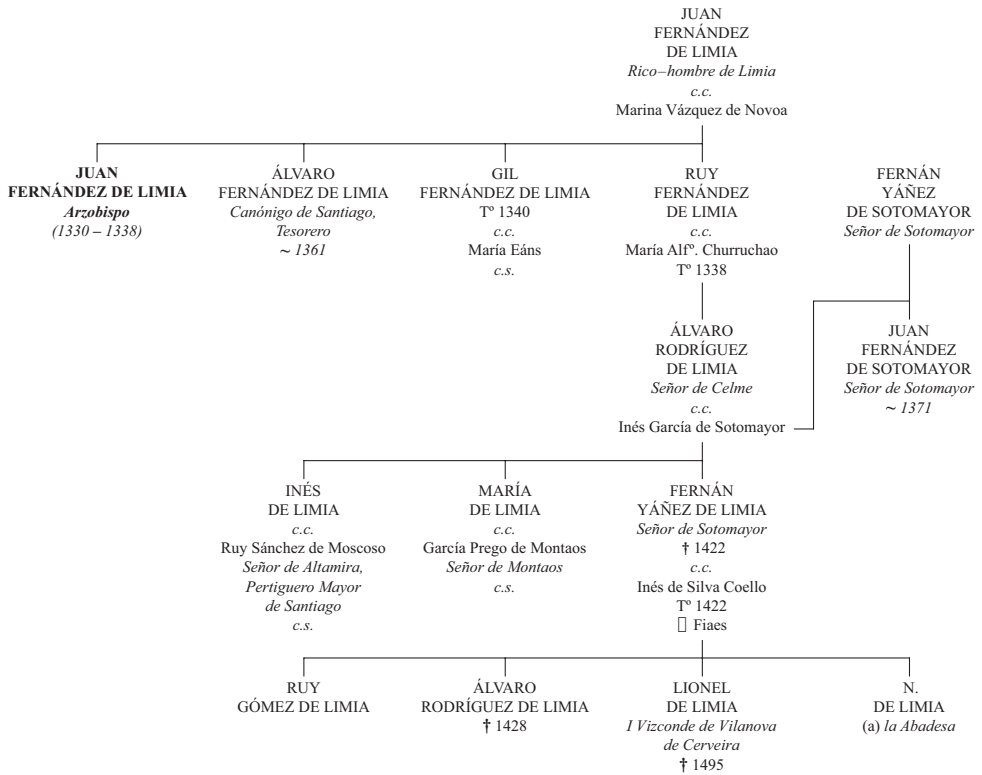 JUAN
FERNÁNDEZ
DE LIMIA
Rico–hombre de Limia
c.c.
Marina Vázquez de Novoa
JUAN
FERNÁNDEZ DE LIMIA
Arzobispo
(1330 – 1338)
ÁLVARO
FERNÁNDEZ DE LIMIA
Canónigo de Santiago,
Tesorero
~ 1361
GIL
FERNÁNDEZ DE LIMIA
Tº 1340
c.c.
María Eáns
c.s.
RUY
FERNÁNDEZ
DE LIMIA
c.c.
María Alfº. Churruchao
Tº 1338
FERNÁN
YÁÑEZ
DE SOTOMAYOR
Señor de Sotomayor
ÁLVARO
RODRÍGUEZ
DE LIMIA
Señor de Celme
c.c.
Inés García de Sotomayor
JUAN
FERNÁNDEZ
DE SOTOMAYOR
Señor de Sotomayor
~ 1371
INÉS
DE LIMIA
c.c.
Ruy Sánchez de Moscoso
Señor de Altamira,
Pertiguero Mayor
de Santiago
c.s.
MARÍA
DE LIMIA
c.c.
García Prego de Montaos
Señor de Montaos
c.s.
FERNÁN
YÁÑEZ DE LIMIA
Señor de Sotomayor
† 1422
c.c.
Inés de Silva Coello
Tº 1422
▯ Fiaes
RUY
GÓMEZ DE LIMIA
ÁLVARO
RODRÍGUEZ DE LIMIA
† 1428
LIONEL
DE LIMIA
I Vizconde de Vilanova
de Cerveira
† 1495
N.
DE LIMIA
(a) la Abadesa